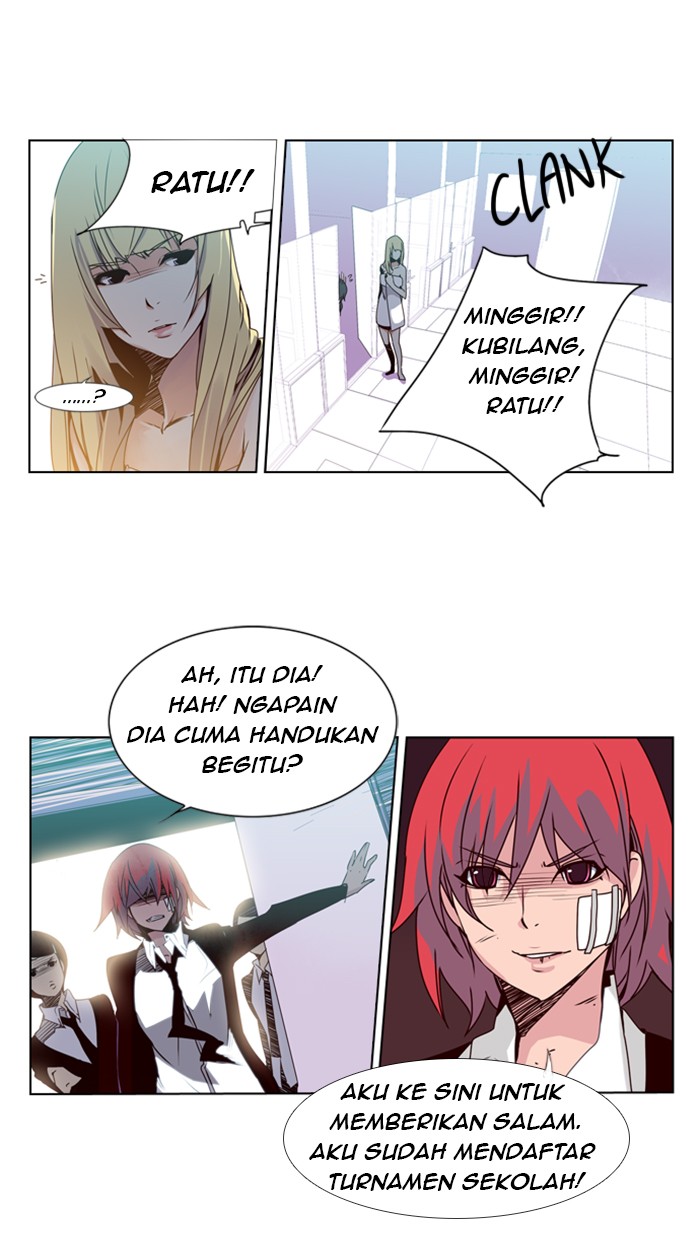 RATU!!
......?
CLANK
MINGGIR!!
KUBILANG,
MINGGIR!
RATU!!
AH, ITU DIA!
HAH! NGAPAIN
DIA CUMA HANDUKAN
BEGITU?
AKU KE SINI UNTUK
MEMBERIKAN SALAM.
AKU SUDAH MENDAFTAR
TURNAMEN SEKOLAH!